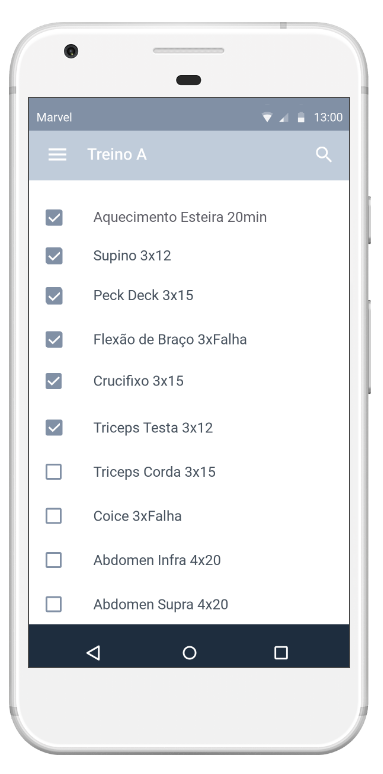 Marvel 13:00
Treino A
Aquecimento Esteira 20min
Supino 3x12
Peck Deck 3x15
Flexão de Braço 3xFalha
Crucifixo 3x15
Triceps Testa 3x12
Triceps Corda 3x15
Coice 3xFalha
Abdomen Infra 4x20
Abdomen Supra 4x20